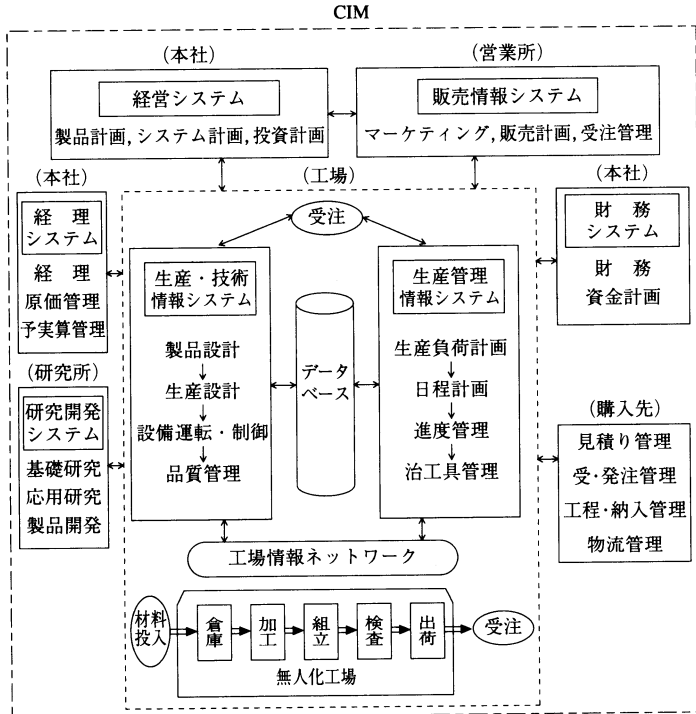 CIM
(本社)
経営システム
製品計画, システム計画, 投資計画
(営業所)
販売情報システム
マーケティング, 販売計画, 受注管理
(本社)
経 理
システム
経 理
原価管理
予実算管理
(研究所)
研究開発
システム
基礎研究
応用研究
製品開発
(工場)
受注
生産・技術
情報システム
製品設計
生産設計
設備運転・制御
品質管理
データ
ベース
生産管理
情報システム
生産負荷計画
日程計画
進度管理
治工具管理
工場情報ネットワーク
材料
投入
倉庫
加工
組立
検査
出荷
受注
無人化工場
(本社)
財 務
システム
財 務
資金計画
(購入先)
見積り管理
受・発注管理
工程・納入管理
物流管理